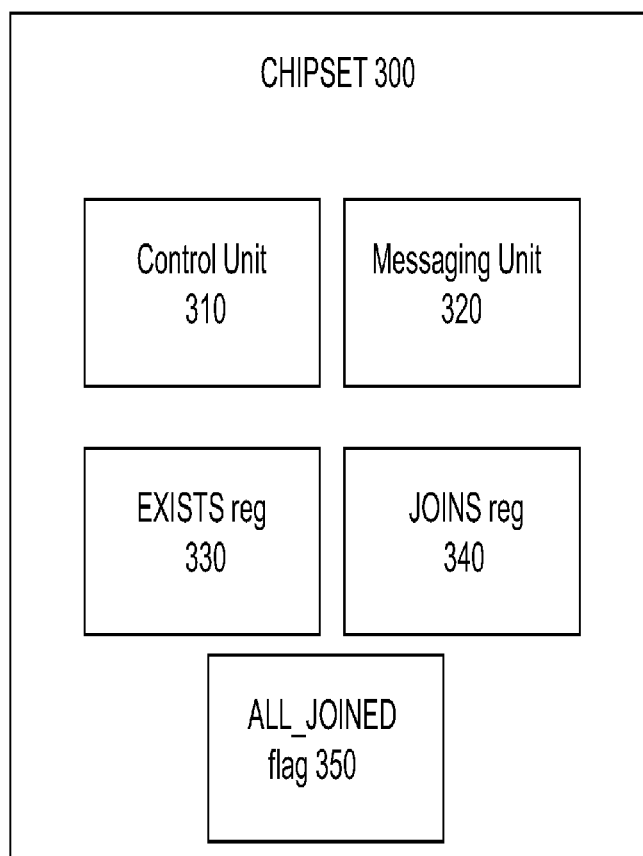 CHIPSET 300
Control Unit
310
Messaging Unit
320
EXISTS reg
330
JOINS reg
340
ALL_JOINED
flag 350